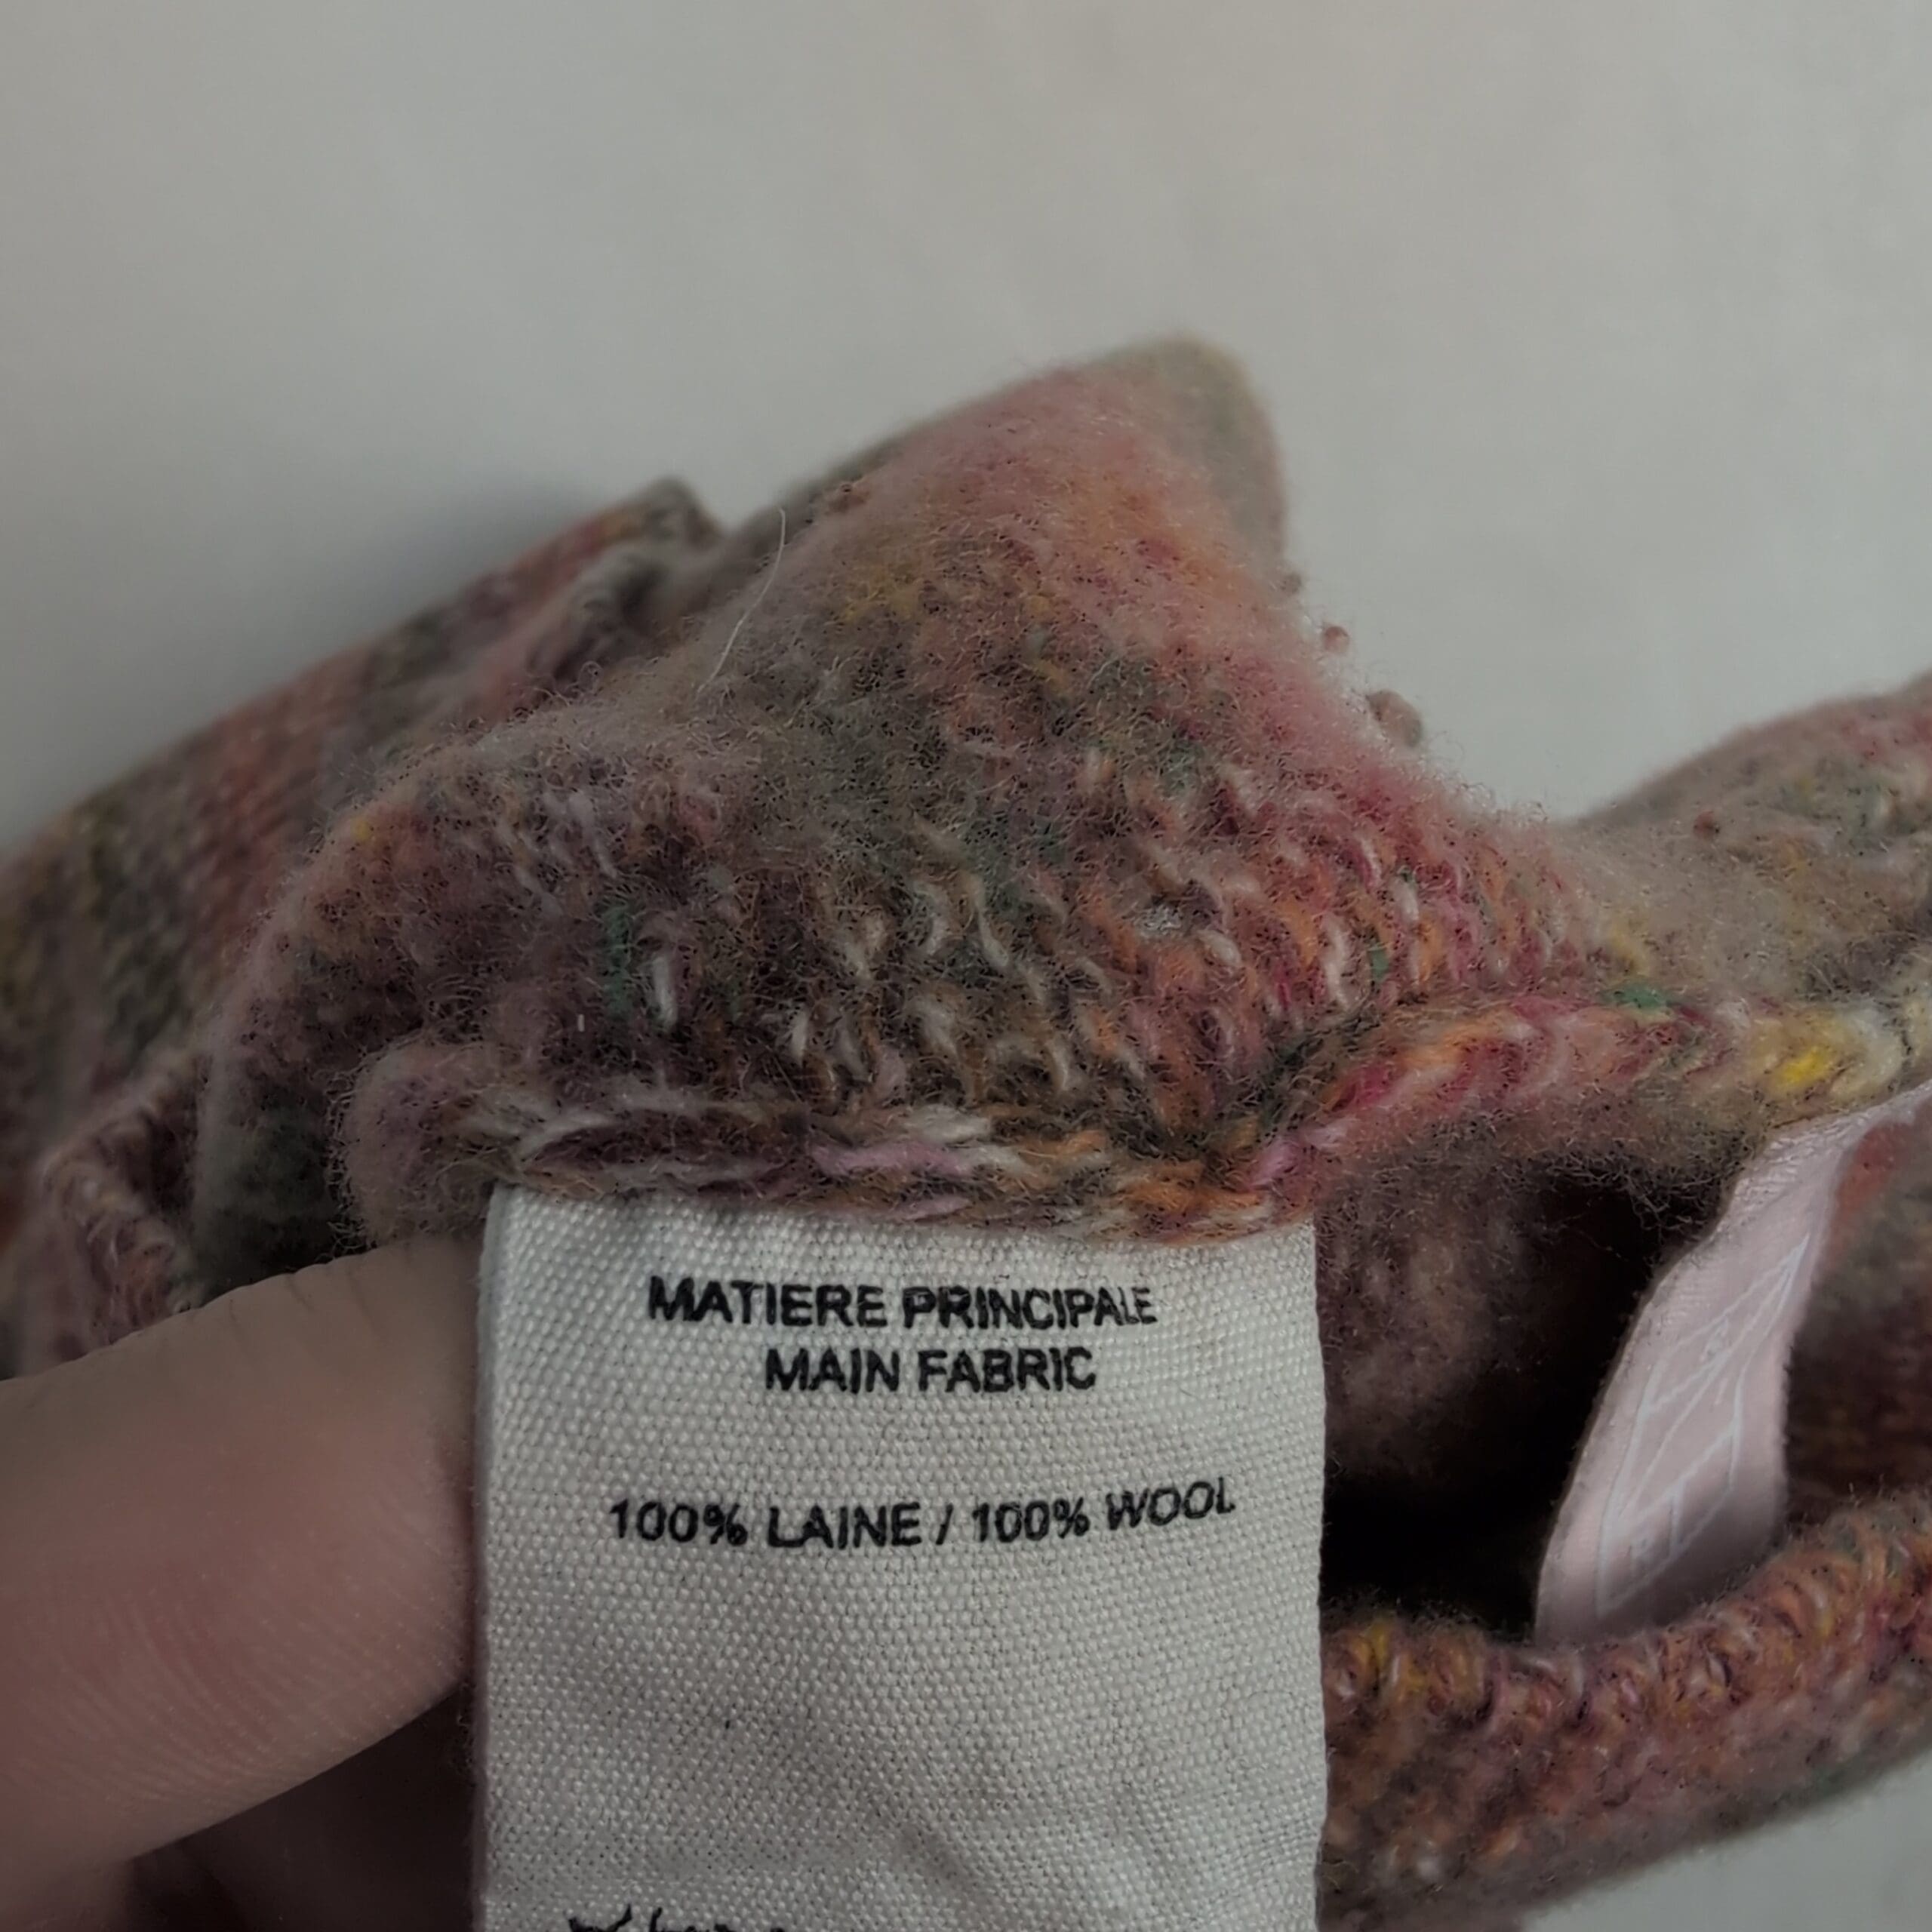 MATIERE PRINCIPALE
MAIN FABRIC
100% LAINE / 100% WOOL